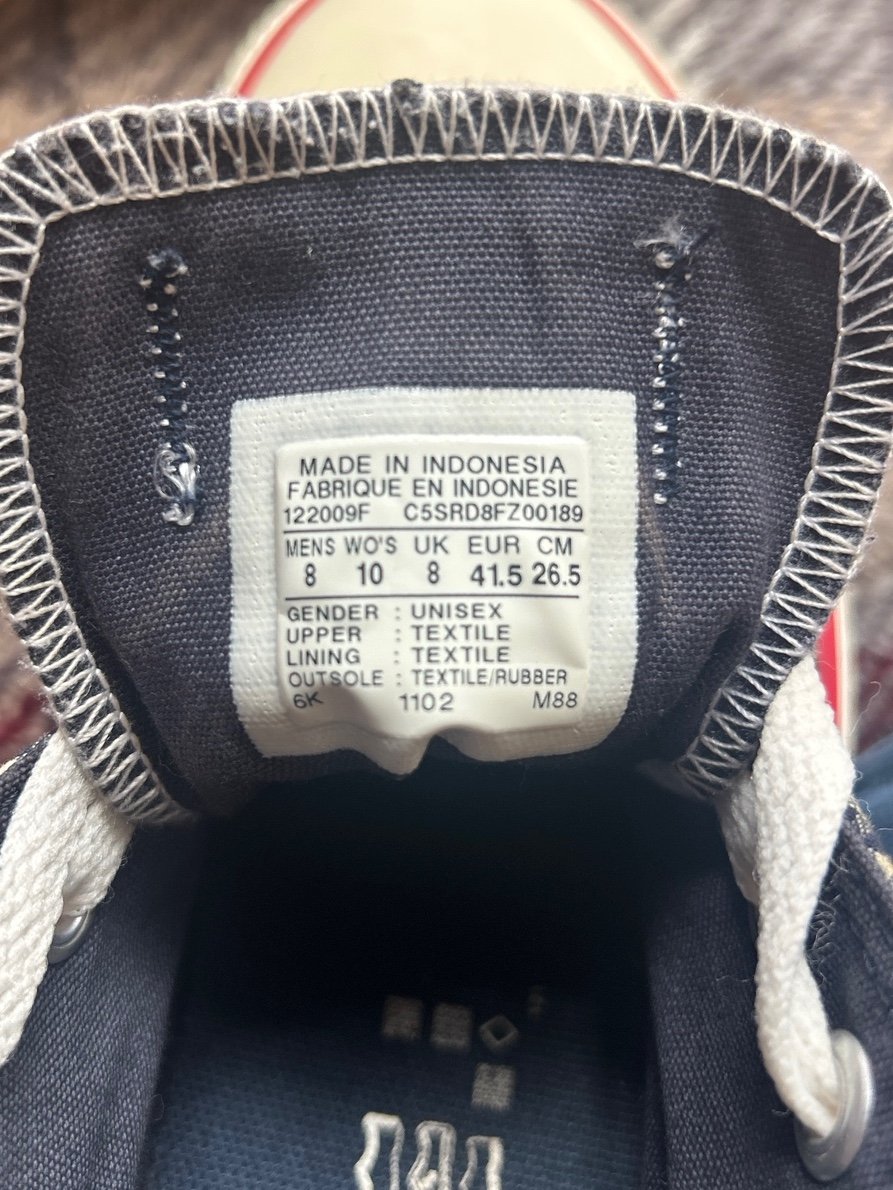 MADE IN INDONESIA
FABRIQUE EN INDONESIE
122009F C5SRD8FZ00189
MENS WO'S UK EUR CM
8 10 8 41.5 26.5
GENDER : UNISEX
UPPER : TEXTILE
LINING : TEXTILE
OUTSOLE : TEXTILE/RUBBER
6K 1102 M88